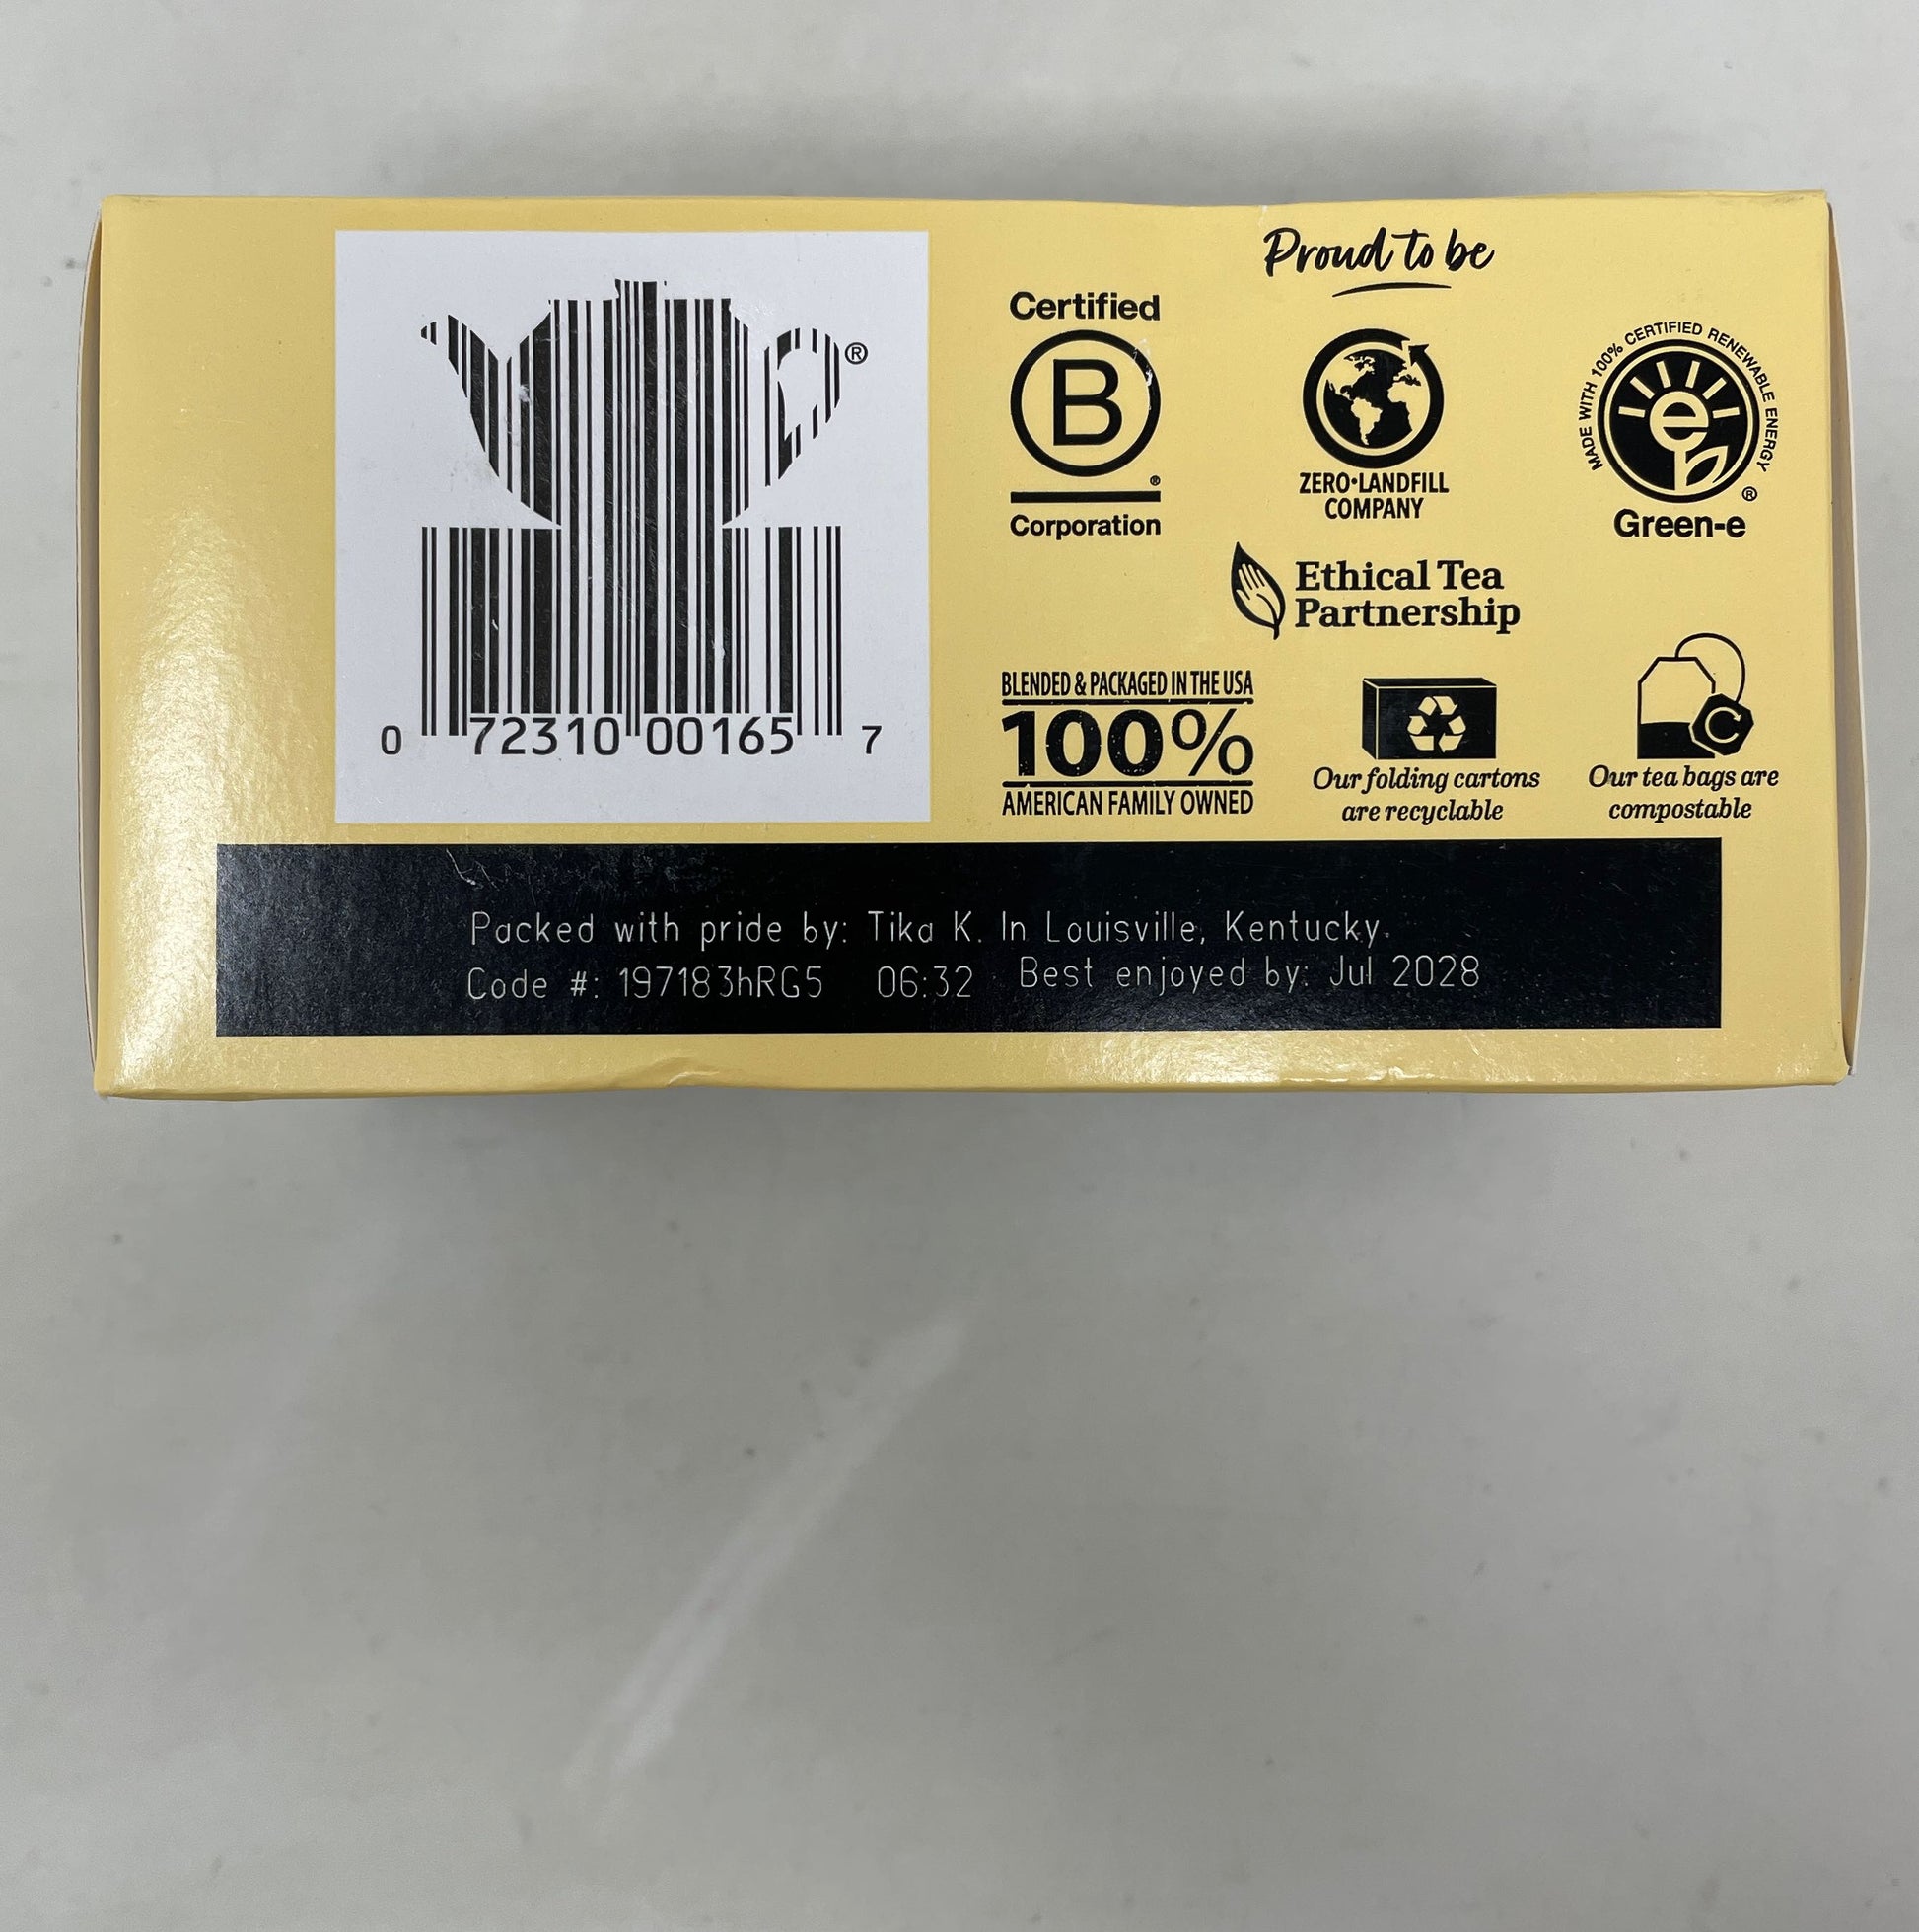 ®
0 72310 00165 7
Proud to be
Certified
B
®
Corporation
ZERO•LANDFILL
COMPANY
MADE WITH 100% CERTIFIED RENEWABLE ENERGY
e
®
Green-e
Ethical Tea
Partnership
BLENDED & PACKAGED IN THE USA
100%
AMERICAN FAMILY OWNED
Our folding cartons
are recyclable
C
Our tea bags are
compostable
Packed with pride by: Tika K. In Louisville, Kentucky.
Code #: 197183hRG5 06:32 Best enjoyed by: Jul 2028